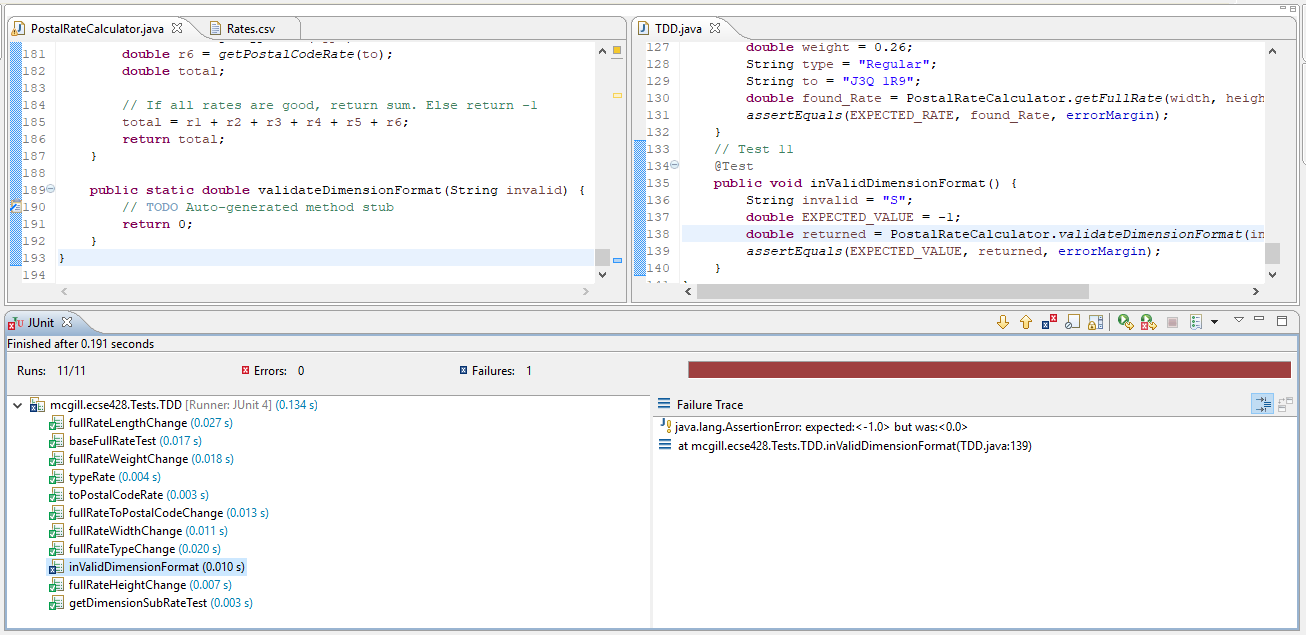 PostalRateCalculator.java
Rates.csv
181 double r6 = getPostalCodeRate(to);
182 double total;
183
184 // If all rates are good, return sum. Else return -1
185 total = r1 + r2 + r3 + r4 + r5 + r6;
186 return total;
187 }
188
189 public static double validateDimensionFormat(String invalid) {
190 // TODO Auto-generated method stub
191 return 0;
192 }
193 }
194
TDD.java
127 double weight = 0.26;
128 String type = "Regular";
129 String to = "J3Q 1R9";
130 double found_Rate = PostalRateCalculator.getFullRate(width, heigh
131 assertEquals(EXPECTED_RATE, found_Rate, errorMargin);
132 }
133 // Test 11
134 @Test
135 public void inValidDimensionFormat() {
136 String invalid = "S";
137 double EXPECTED_VALUE = -1;
138 double returned = PostalRateCalculator.validateDimensionFormat(in
139 assertEquals(EXPECTED_VALUE, returned, errorMargin);
140 }
JUnit
Finished after 0.191 seconds
Runs: 11/11 Errors: 0 Failures: 1
mcgill.ecse428.Tests.TDD [Runner: JUnit 4] (0.134 s)
fullRateLengthChange (0.027 s)
baseFullRateTest (0.017 s)
fullRateWeightChange (0.018 s)
typeRate (0.004 s)
toPostalCodeRate (0.003 s)
fullRateToPostalCodeChange (0.013 s)
fullRateWidthChange (0.011 s)
fullRateTypeChange (0.020 s)
inValidDimensionFormat (0.010 s)
fullRateHeightChange (0.007 s)
getDimensionSubRateTest (0.003 s)
Failure Trace
java.lang.AssertionError: expected:<-1.0> but was:<0.0>
at mcgill.ecse428.Tests.TDD.inValidDimensionFormat(TDD.java:139)